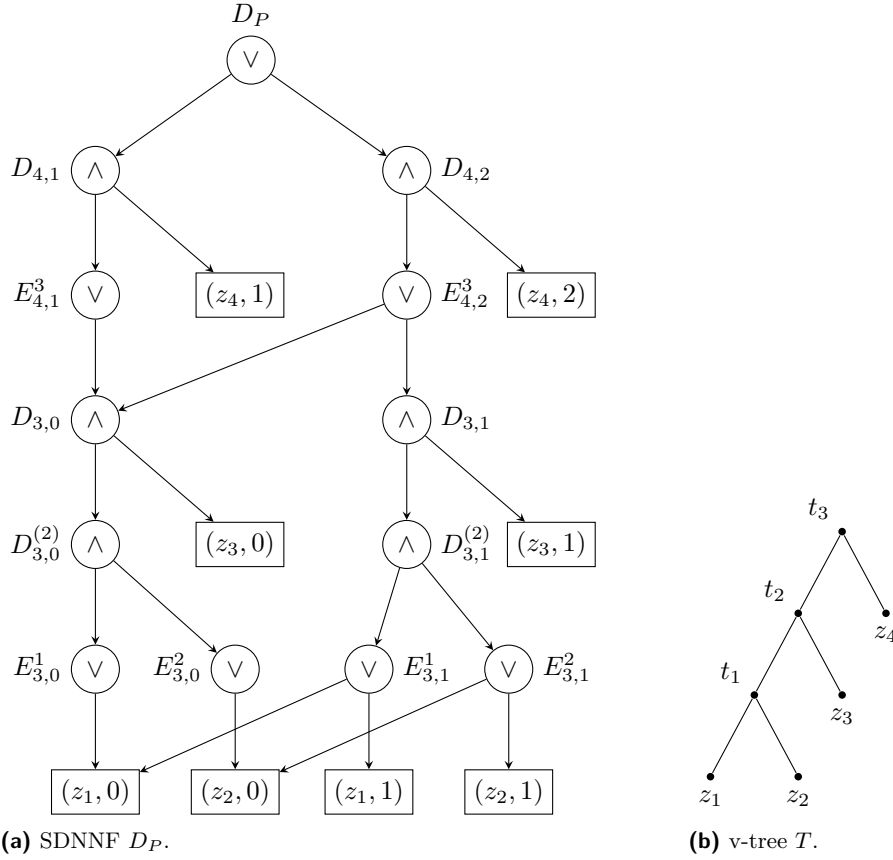 D_P
∨
D_{4,1} ∧ ∧ D_{4,2}
E^3_{4,1} ∨ (z_4, 1) ∨ E^3_{4,2} (z_4, 2)
D_{3,0} ∧ ∧ D_{3,1}
D^{(2)}_{3,0} ∧ (z_3, 0) ∧ D^{(2)}_{3,1} (z_3, 1)
E^1_{3,0} ∨ E^2_{3,0} ∨ ∨ E^1_{3,1} ∨ E^2_{3,1}
(z_1, 0) (z_2, 0) (z_1, 1) (z_2, 1)
(a) SDNNF D_P.
t_3
t_2
z_4
t_1
z_3
z_1 z_2
(b) v-tree T.